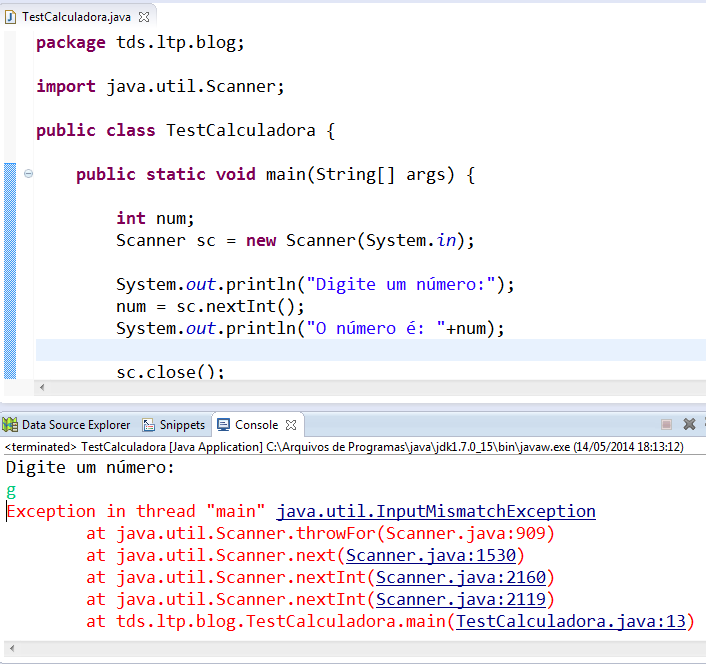 TestCalculadora.java
package tds.ltp.blog;
import java.util.Scanner;
public class TestCalculadora {
public static void main(String[] args) {
int num;
Scanner sc = new Scanner(System.in);
System.out.println("Digite um número:");
num = sc.nextInt();
System.out.println("O número é: "+num);
sc.close();
Data Source Explorer Snippets Console
<terminated> TestCalculadora [Java Application] C:\Arquivos de Programas\java\jdk1.7.0_15\bin\javaw.exe (14/05/2014 18:13:12)
Digite um número:
g
Exception in thread "main" java.util.InputMismatchException
at java.util.Scanner.throwFor(Scanner.java:909)
at java.util.Scanner.next(Scanner.java:1530)
at java.util.Scanner.nextInt(Scanner.java:2160)
at java.util.Scanner.nextInt(Scanner.java:2119)
at tds.ltp.blog.TestCalculadora.main(TestCalculadora.java:13)